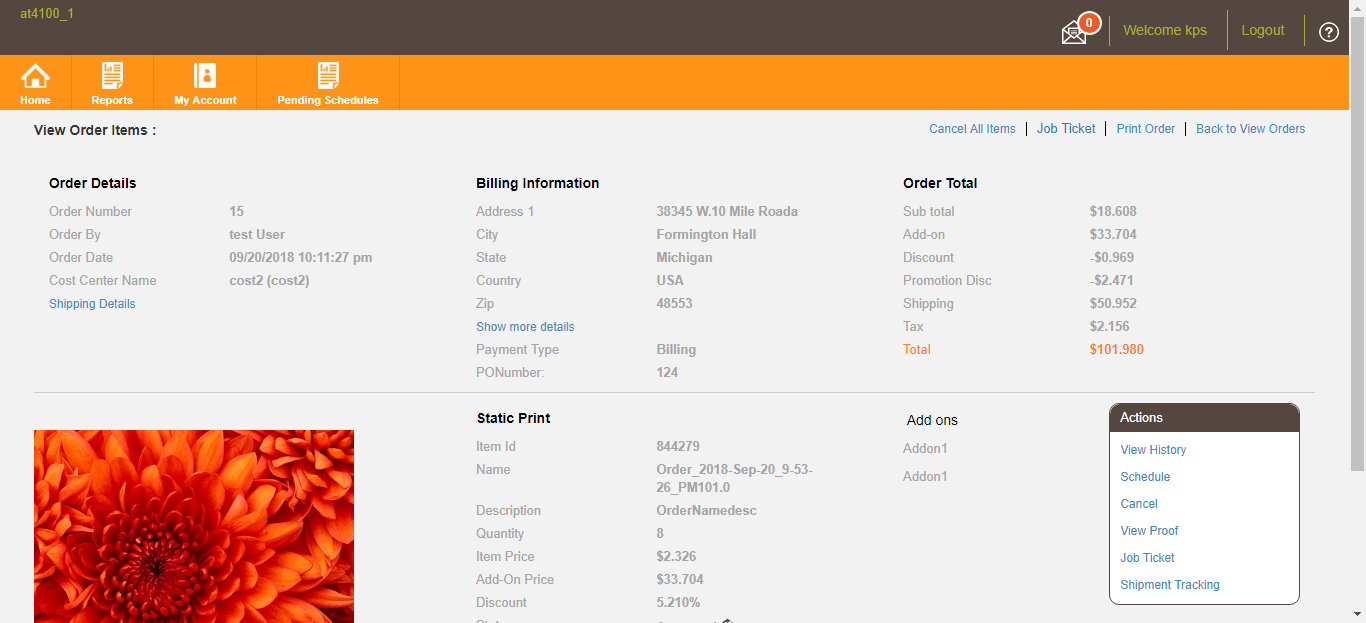 at4100_1
0
Welcome kps
Logout
?
Home
Reports
My Account
Pending Schedules
View Order Items :
Cancel All Items
Job Ticket
Print Order
Back to View Orders
Order Details
Order Number 15
Order By test User
Order Date 09/20/2018 10:11:27 pm
Cost Center Name cost2 (cost2)
Shipping Details
Billing Information
Address 1 38345 W.10 Mile Roada
City Formington Hall
State Michigan
Country USA
Zip 48553
Show more details
Payment Type Billing
PONumber: 124
Order Total
Sub total $18.608
Add-on $33.704
Discount -$0.969
Promotion Disc -$2.471
Shipping $50.952
Tax $2.156
Total $101.980
Static Print
Item Id 844279
Name Order_2018-Sep-20_9-53-
26_PM101.0
Description OrderNamedesc
Quantity 8
Item Price $2.326
Add-On Price $33.704
Discount 5.210%
Add ons
Addon1
Addon1
Actions
View History
Schedule
Cancel
View Proof
Job Ticket
Shipment Tracking